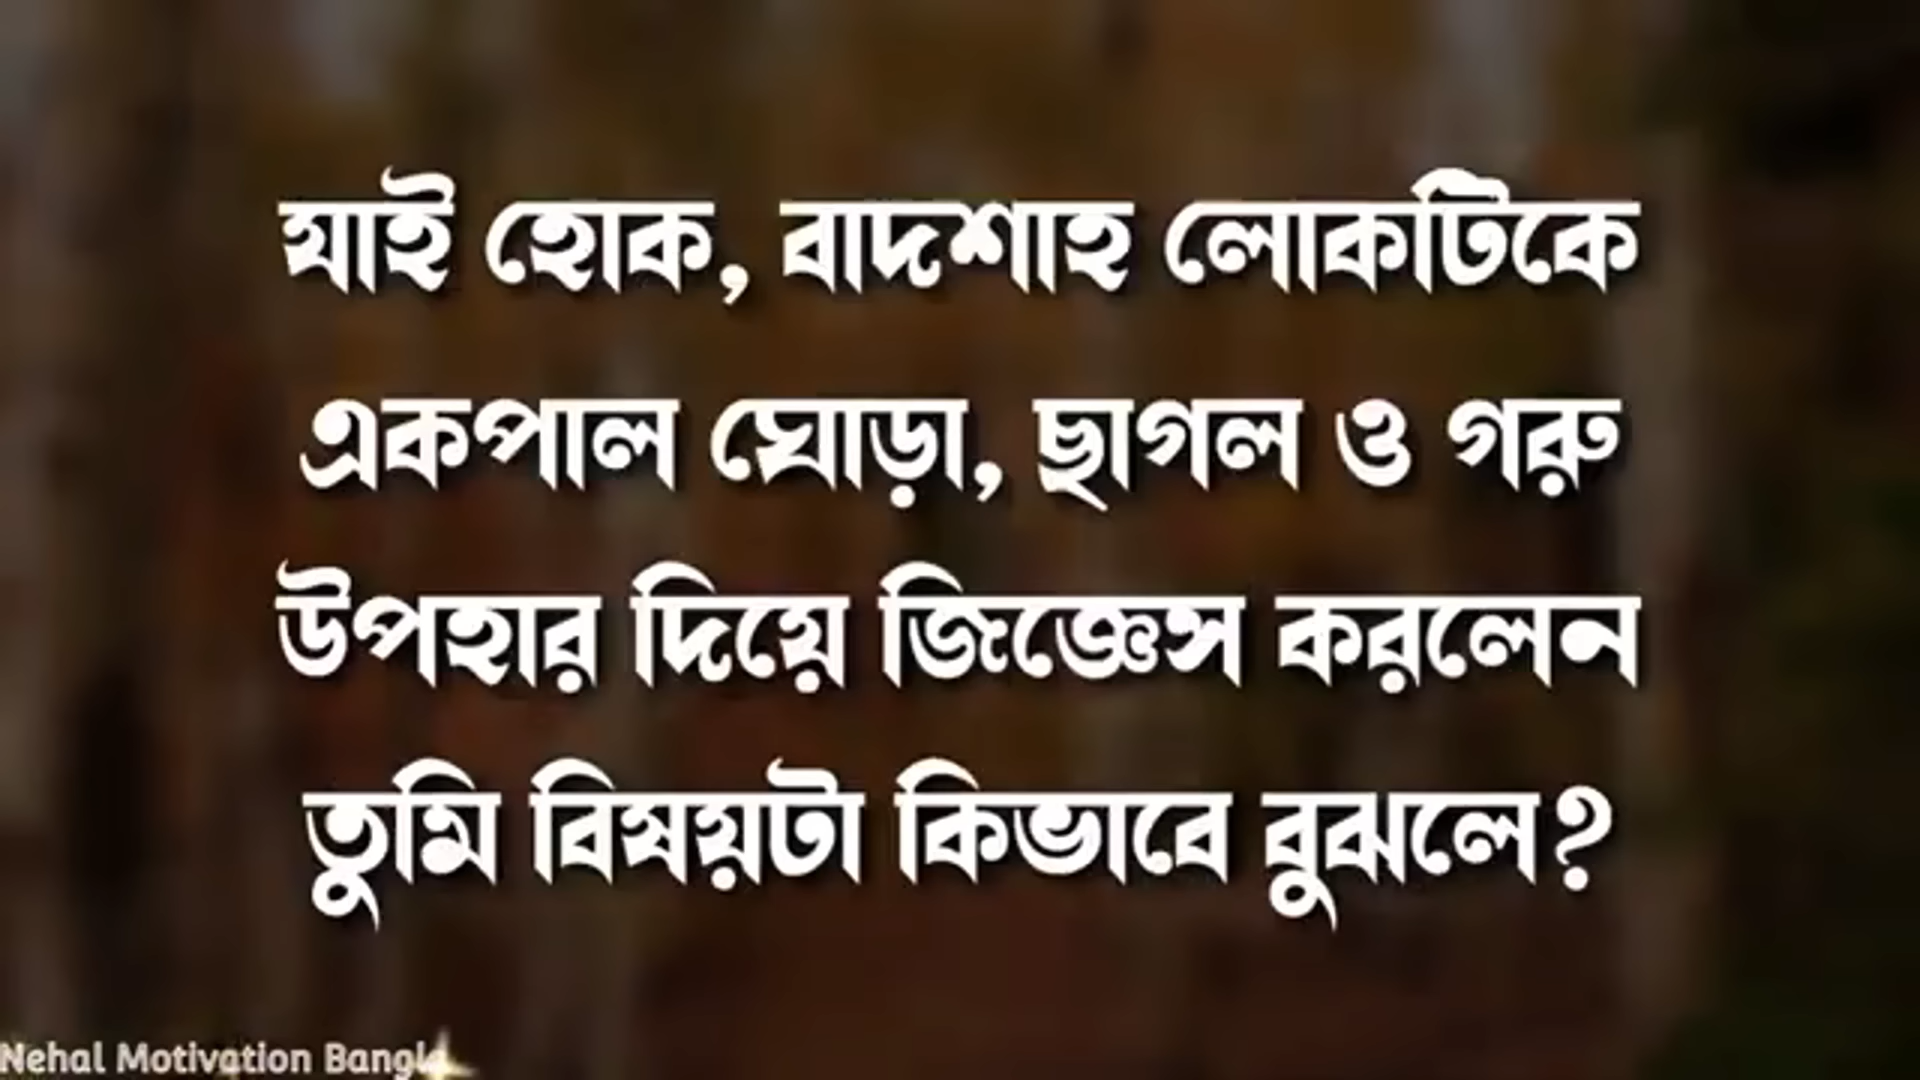 যাই হোক, বাদশাহ লোকটিকে
একপাল ঘোড়া, ছাগল ও গরু
উপহার দিয়ে জিজ্ঞেস করলেন
তুমি বিষয়টা কিভাবে বুঝলে?
Nehal Motivation Bangla